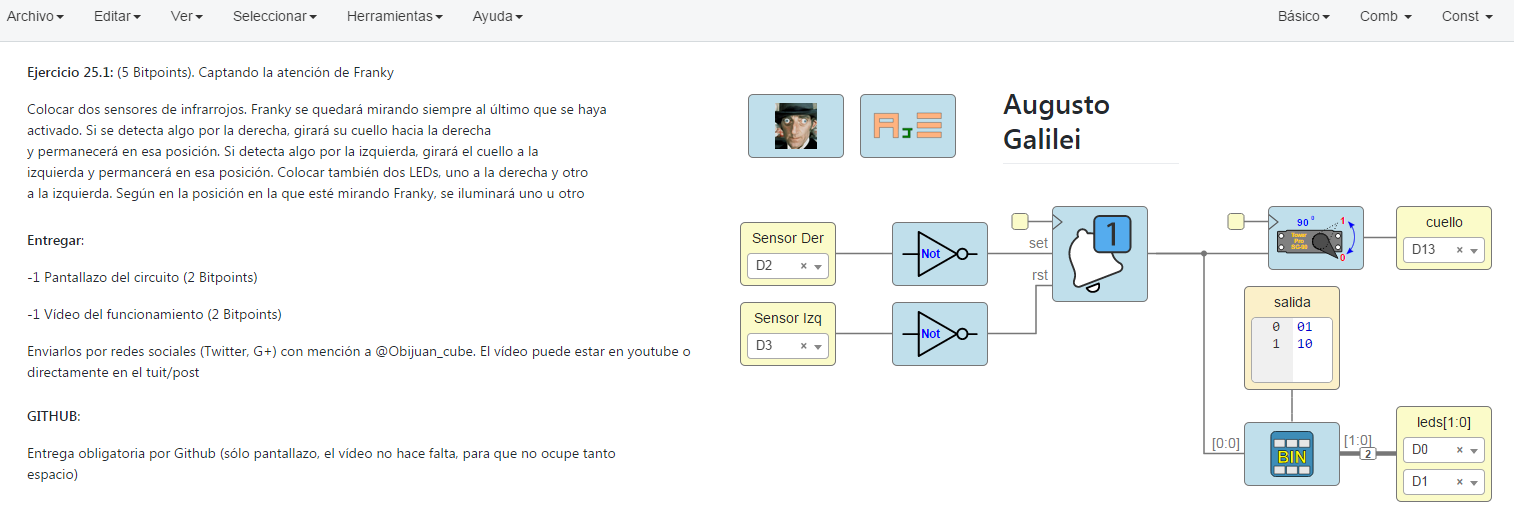 Archivo Editar Ver Seleccionar Herramientas Ayuda Básico Comb Const
Ejercicio 25.1: (5 Bitpoints). Captando la atención de Franky
Colocar dos sensores de infrarrojos. Franky se quedará mirando siempre al último que se haya
activado. Si se detecta algo por la derecha, girará su cuello hacia la derecha
y permanecerá en esa posición. Si detecta algo por la izquierda, girará el cuello a la
izquierda y permancerá en esa posición. Colocar también dos LEDs, uno a la derecha y otro
a la izquierda. Según en la posición en la que esté mirando Franky, se iluminará uno u otro
Entregar:
-1 Pantallazo del circuito (2 Bitpoints)
-1 Vídeo del funcionamiento (2 Bitpoints)
Enviarlos por redes sociales (Twitter, G+) con mención a @Obijuan_cube. El vídeo puede estar en youtube o
directamente en el tuit/post
GITHUB:
Entrega obligatoria por Github (sólo pantallazo, el vídeo no hace falta, para que no ocupe tanto
espacio)
Augusto
Galilei
Sensor Der
D2 ×
Not
set
rst
1
90°
1
0
Tower
Pro
SG-90
cuello
D13 ×
Sensor Izq
D3 ×
Not
salida
0 01
1 10
[0:0]
BIN
[1:0]
2
leds[1:0]
D0 ×
D1 ×